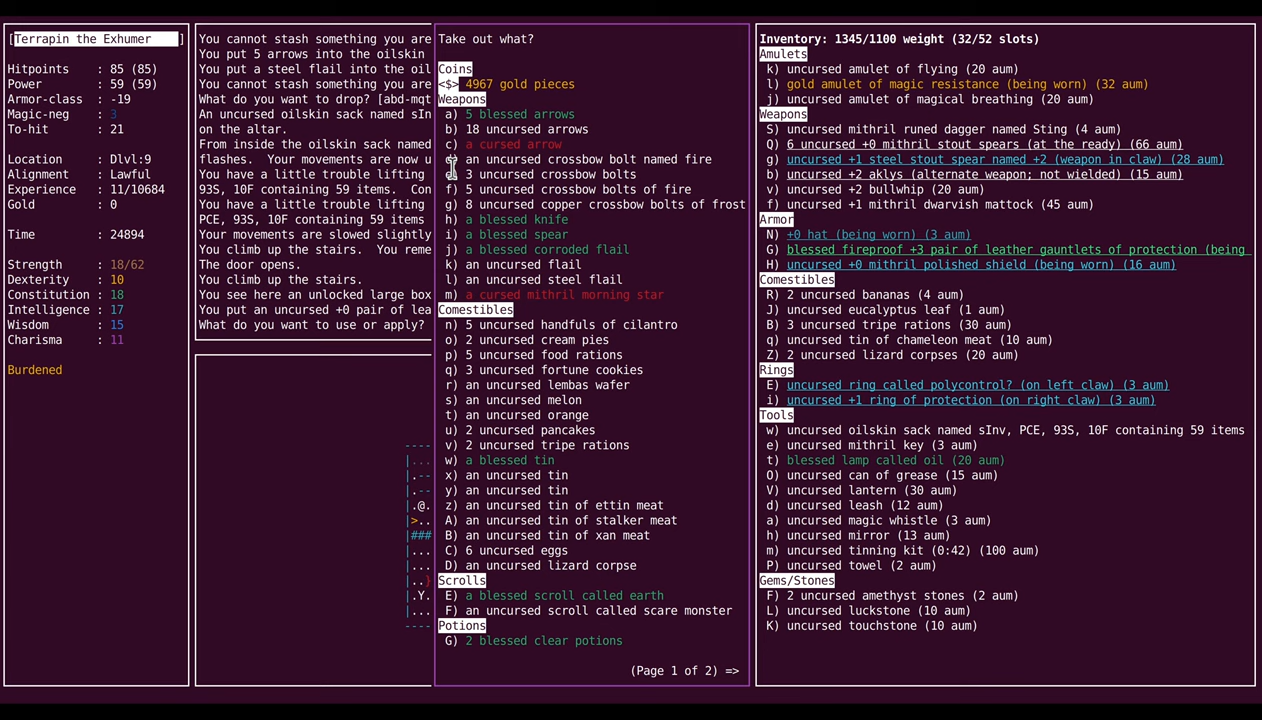 [Terrapin the Exhumer ]
Hitpoints : 85 (85)
Power : 59 (59)
Armor-class : -19
Magic-neg : 3
To-hit : 21
Location : Dlvl:9
Alignment : Lawful
Experience : 11/10684
Gold : 0
Time : 24894
Strength : 18/62
Dexterity : 10
Constitution : 18
Intelligence : 17
Wisdom : 15
Charisma : 11
Burdened
You cannot stash something you are
You put 5 arrows into the oilskin
You put a steel flail into the oil
You cannot stash something you are
What do you want to drop? [abd-mqt
An uncursed oilskin sack named sIn
on the altar.
From inside the oilskin sack named
flashes. Your movements are now u
You have a little trouble lifting
93S, 10F containing 59 items. Con
You have a little trouble lifting
PCE, 93S, 10F containing 59 items
Your movements are slowed slightly
You climb up the stairs. You reme
The door opens.
You climb up the stairs.
You see here an unlocked large box
You put an uncursed +0 pair of lea
What do you want to use or apply?
----
|...
|.--
|.--
|.@.
|>..
|###
|...
|...
|..}
|.Y.
|...
----
Take out what?
Coins
<$> 4967 gold pieces
Weapons
a) 5 blessed arrows
b) 18 uncursed arrows
c) a cursed arrow
an uncursed crossbow bolt named fire
3 uncursed crossbow bolts
f) 5 uncursed crossbow bolts of fire
g) 8 uncursed copper crossbow bolts of frost
h) a blessed knife
i) a blessed spear
j) a blessed corroded flail
k) an uncursed flail
l) an uncursed steel flail
m) a cursed mithril morning star
Comestibles
n) 5 uncursed handfuls of cilantro
o) 2 uncursed cream pies
p) 5 uncursed food rations
q) 3 uncursed fortune cookies
r) an uncursed lembas wafer
s) an uncursed melon
t) an uncursed orange
u) 2 uncursed pancakes
v) 2 uncursed tripe rations
w) a blessed tin
x) an uncursed tin
y) an uncursed tin
z) an uncursed tin of ettin meat
A) an uncursed tin of stalker meat
B) an uncursed tin of xan meat
C) 6 uncursed eggs
D) an uncursed lizard corpse
Scrolls
E) a blessed scroll called earth
F) an uncursed scroll called scare monster
Potions
G) 2 blessed clear potions
(Page 1 of 2) =>
Inventory: 1345/1100 weight (32/52 slots)
Amulets
k) uncursed amulet of flying (20 aum)
l) gold amulet of magic resistance (being worn) (32 aum)
j) uncursed amulet of magical breathing (20 aum)
Weapons
S) uncursed mithril runed dagger named Sting (4 aum)
Q) 6 uncursed +0 mithril stout spears (at the ready) (66 aum)
g) uncursed +1 steel stout spear named +2 (weapon in claw) (28 aum)
b) uncursed +2 aklys (alternate weapon; not wielded) (15 aum)
v) uncursed +2 bullwhip (20 aum)
f) uncursed +1 mithril dwarvish mattock (45 aum)
Armor
N) +0 hat (being worn) (3 aum)
G) blessed fireproof +3 pair of leather gauntlets of protection (being
H) uncursed +0 mithril polished shield (being worn) (16 aum)
Comestibles
R) 2 uncursed bananas (4 aum)
J) uncursed eucalyptus leaf (1 aum)
B) 3 uncursed tripe rations (30 aum)
q) uncursed tin of chameleon meat (10 aum)
Z) 2 uncursed lizard corpses (20 aum)
Rings
E) uncursed ring called polycontrol? (on left claw) (3 aum)
i) uncursed +1 ring of protection (on right claw) (3 aum)
Tools
w) uncursed oilskin sack named sInv, PCE, 93S, 10F containing 59 items
e) uncursed mithril key (3 aum)
t) blessed lamp called oil (20 aum)
O) uncursed can of grease (15 aum)
V) uncursed lantern (30 aum)
d) uncursed leash (12 aum)
a) uncursed magic whistle (3 aum)
h) uncursed mirror (13 aum)
m) uncursed tinning kit (0:42) (100 aum)
P) uncursed towel (2 aum)
Gems/Stones
F) 2 uncursed amethyst stones (2 aum)
L) uncursed luckstone (10 aum)
K) uncursed touchstone (10 aum)